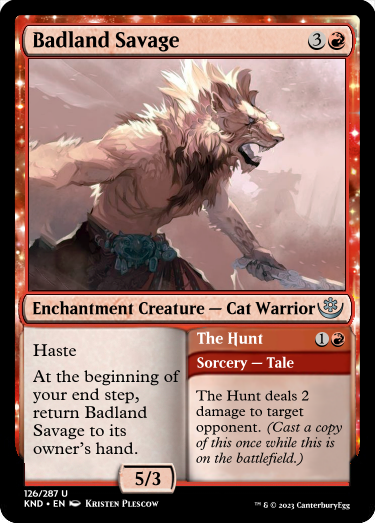 Badland Savage 3
Enchantment Creature — Cat Warrior
Haste
At the beginning of
your end step,
return Badland
Savage to its
owner's hand.
The Hunt 1
Sorcery — Tale
The Hunt deals 2
damage to target
opponent. (Cast a copy
of this once while this is
on the battlefield.)
5/3
126/287 U
KND • EN Kristen Plescow
™ & © 2023 CanterburyEgg